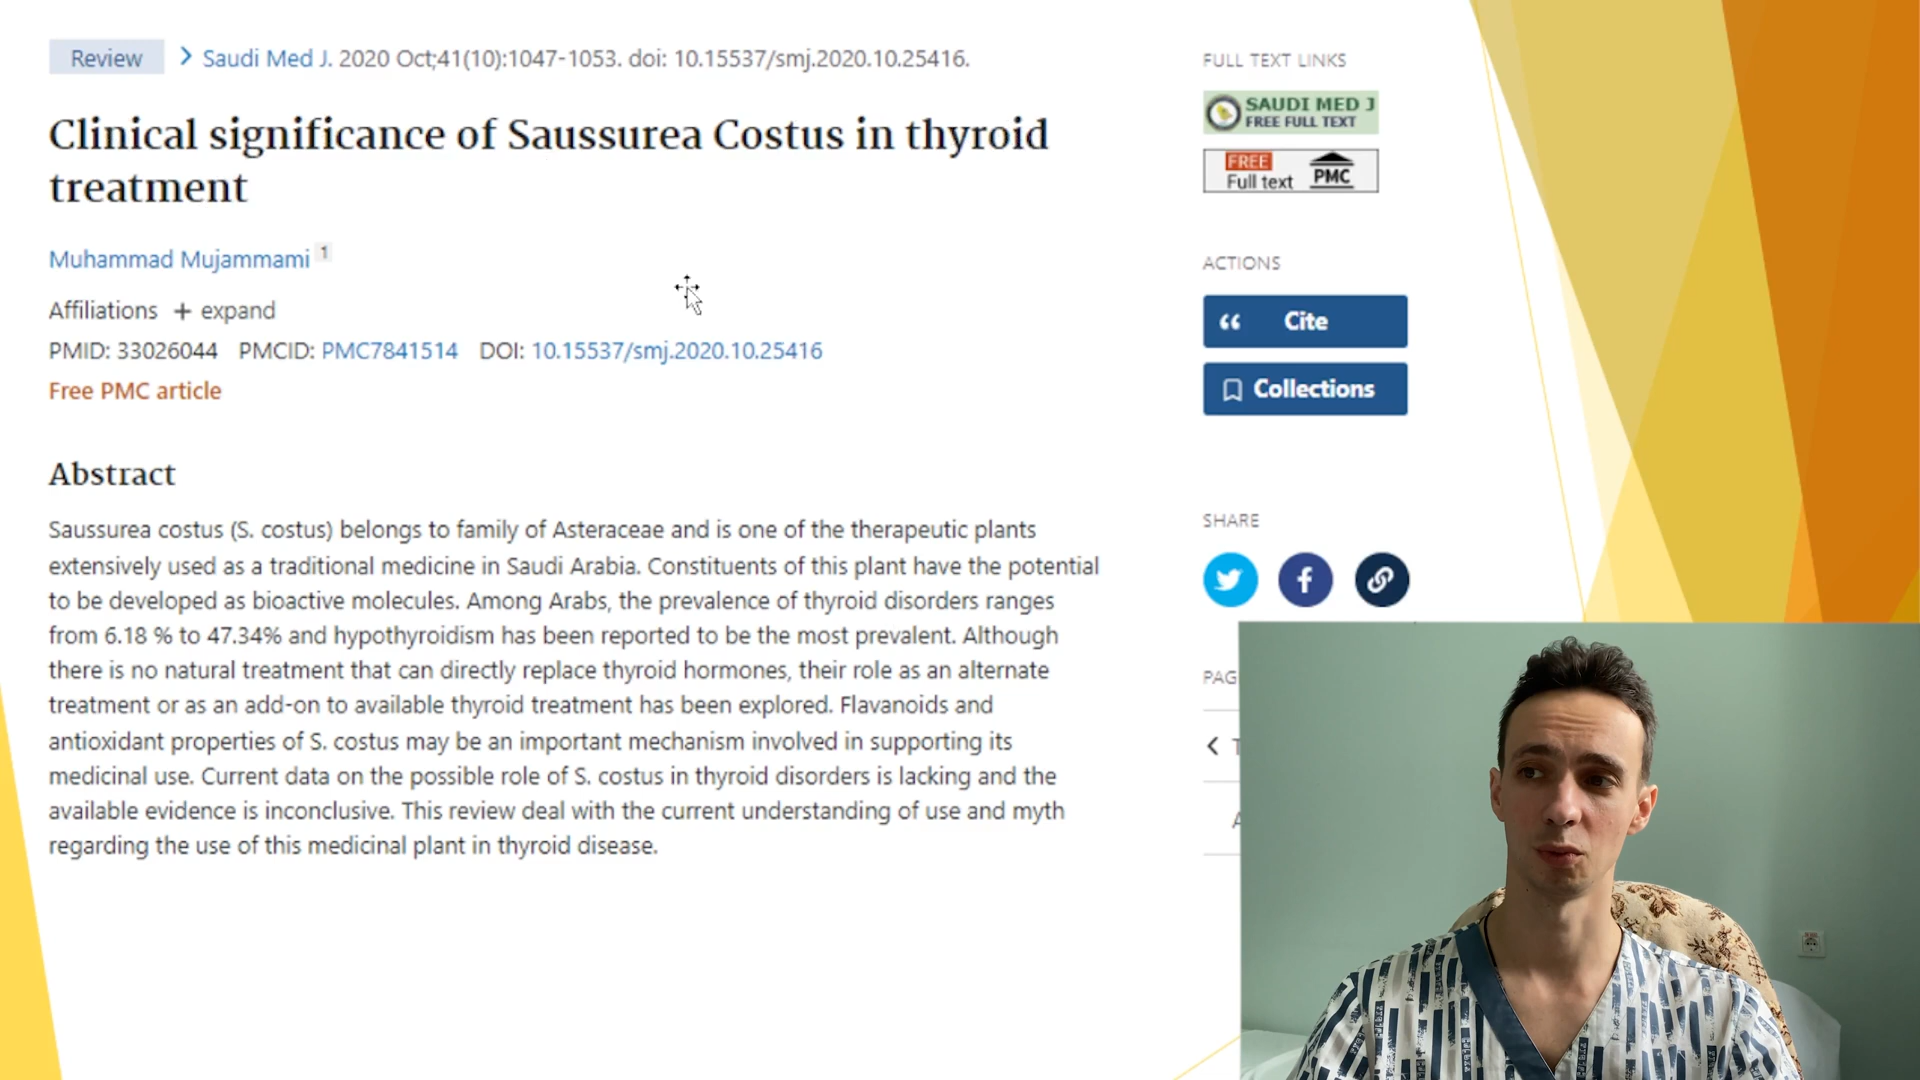 Review
Saudi Med J. 2020 Oct;41(10):1047-1053. doi: 10.15537/smj.2020.10.25416.
Clinical significance of Saussurea Costus in thyroid
treatment
Muhammad Mujammami 1
Affiliations + expand
PMID: 33026044 PMCID: PMC7841514 DOI: 10.15537/smj.2020.10.25416
Free PMC article
Abstract
Saussurea costus (S. costus) belongs to family of Asteraceae and is one of the therapeutic plants
extensively used as a traditional medicine in Saudi Arabia. Constituents of this plant have the potential
to be developed as bioactive molecules. Among Arabs, the prevalence of thyroid disorders ranges
from 6.18 % to 47.34% and hypothyroidism has been reported to be the most prevalent. Although
there is no natural treatment that can directly replace thyroid hormones, their role as an alternate
treatment or as an add-on to available thyroid treatment has been explored. Flavanoids and
antioxidant properties of S. costus may be an important mechanism involved in supporting its
medicinal use. Current data on the possible role of S. costus in thyroid disorders is lacking and the
available evidence is inconclusive. This review deal with the current understanding of use and myth
regarding the use of this medicinal plant in thyroid disease.
FULL TEXT LINKS
SAUDI MED J
FREE FULL TEXT
FREE
Full text PMC
ACTIONS
Cite
Collections
SHARE
PAG